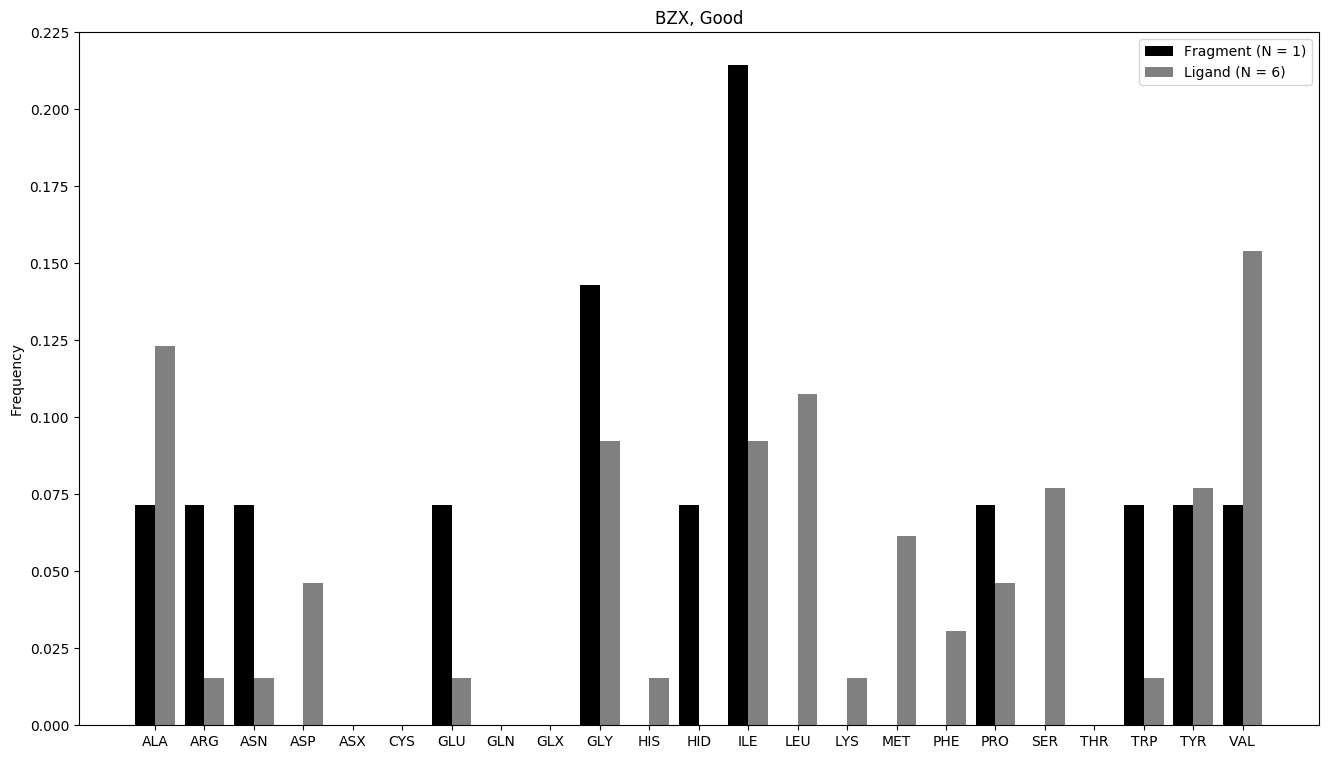 BZX, Good
Fragment (N = 1)
Ligand (N = 6)
Frequency
0.225
0.200
0.175
0.150
0.125
0.100
0.075
0.050
0.025
0.000
ALA ARG ASN ASP ASX CYS GLU GLN GLX GLY HIS HID ILE LEU LYS MET PHE PRO SER THR TRP TYR VAL